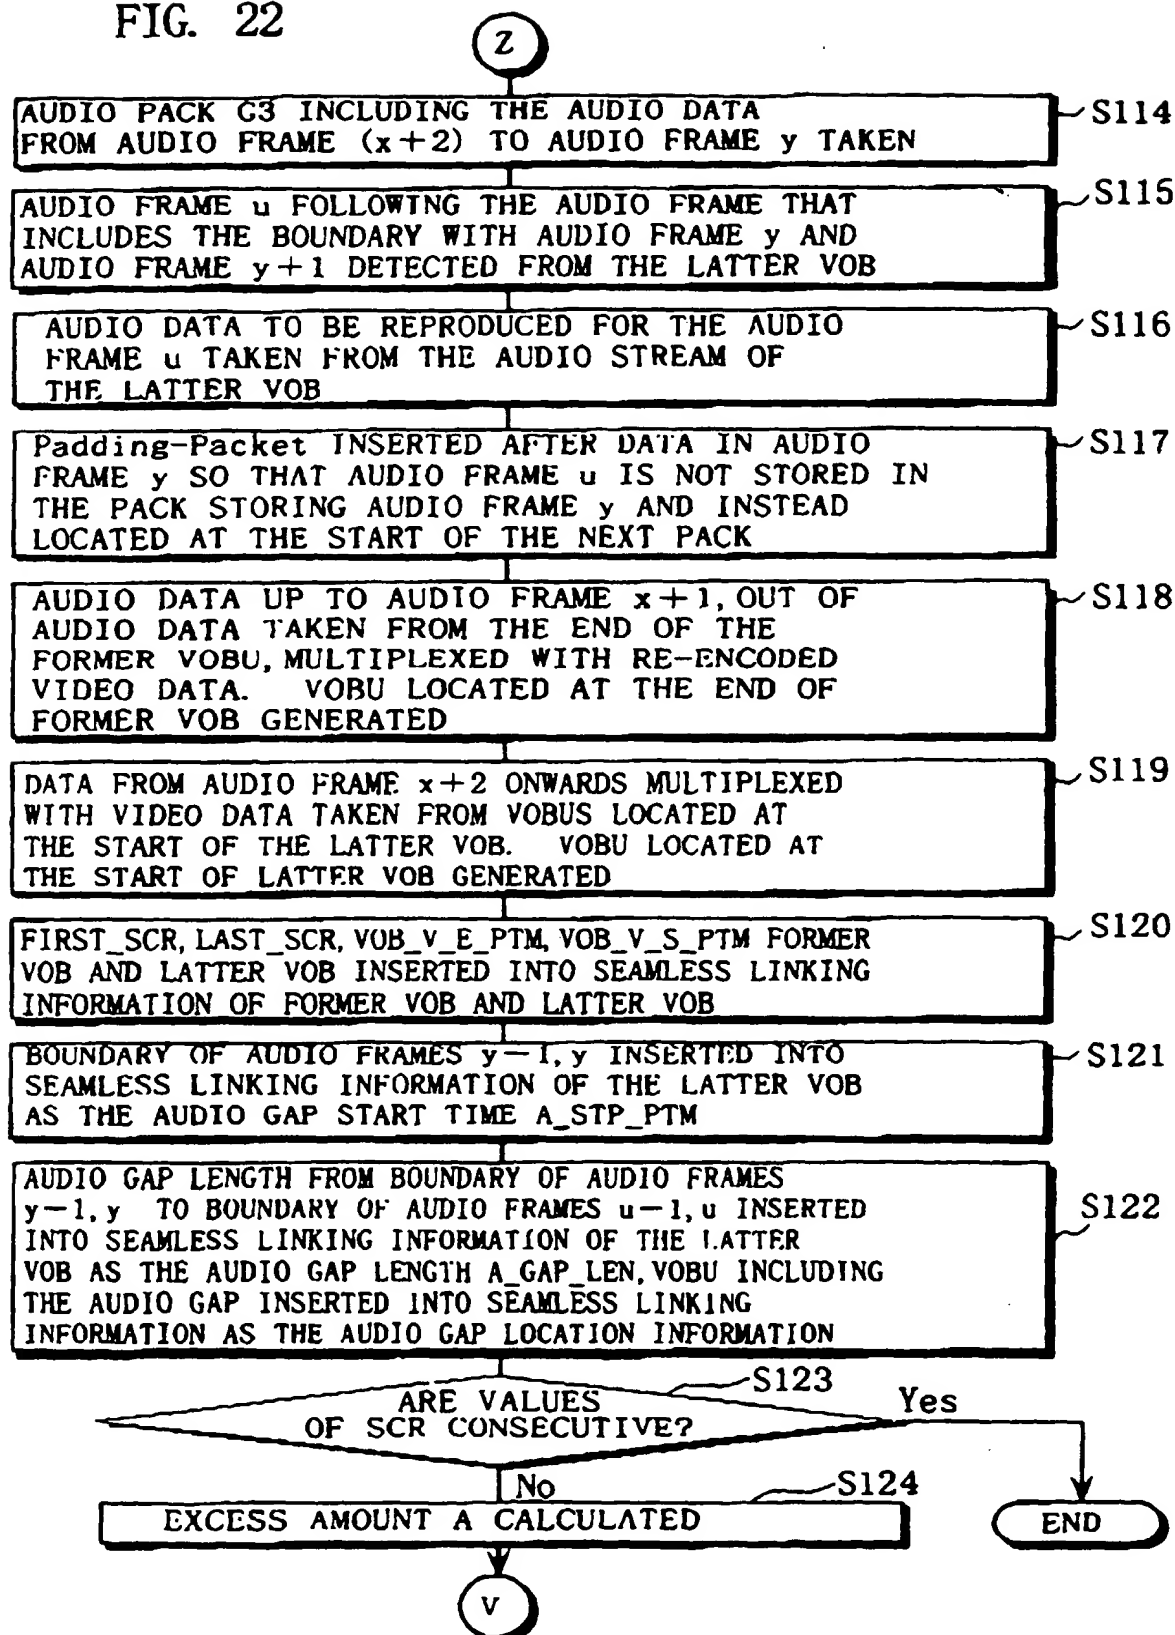 FIG. 22
Z
AUDIO PACK G3 INCLUDING THE AUDIO DATA
FROM AUDIO FRAME (x+2) TO AUDIO FRAME y TAKEN
S114
AUDIO FRAME u FOLLOWING THE AUDIO FRAME THAT
INCLUDES THE BOUNDARY WITH AUDIO FRAME y AND
AUDIO FRAME y+1 DETECTED FROM THE LATTER VOB
S115
AUDIO DATA TO BE REPRODUCED FOR THE AUDIO
FRAME u TAKEN FROM THE AUDIO STREAM OF
THE LATTER VOB
S116
Padding-Packet INSERTED AFTER DATA IN AUDIO
FRAME y SO THAT AUDIO FRAME u IS NOT STORED IN
THE PACK STORING AUDIO FRAME y AND INSTEAD
LOCATED AT THE START OF THE NEXT PACK
S117
AUDIO DATA UP TO AUDIO FRAME x+1, OUT OF
AUDIO DATA TAKEN FROM THE END OF THE
FORMER VOBU, MULTIPLEXED WITH RE-ENCODED
VIDEO DATA. VOBU LOCATED AT THE END OF
FORMER VOB GENERATED
S118
DATA FROM AUDIO FRAME x+2 ONWARDS MULTIPLEXED
WITH VIDEO DATA TAKEN FROM VOBUS LOCATED AT
THE START OF THE LATTER VOB. VOBU LOCATED AT
THE START OF LATTER VOB GENERATED
S119
FIRST_SCR, LAST_SCR, VOB_V_E_PTM, VOB_V_S_PTM FORMER
VOB AND LATTER VOB INSERTED INTO SEAMLESS LINKING
INFORMATION OF FORMER VOB AND LATTER VOB
S120
BOUNDARY OF AUDIO FRAMES y-1, y INSERTED INTO
SEAMLESS LINKING INFORMATION OF THE LATTER VOB
AS THE AUDIO GAP START TIME A_STP_PTM
S121
AUDIO GAP LENGTH FROM BOUNDARY OF AUDIO FRAMES
y-1, y TO BOUNDARY OF AUDIO FRAMES u-1, u INSERTED
INTO SEAMLESS LINKING INFORMATION OF THE LATTER
VOB AS THE AUDIO GAP LENGTH A_GAP_LEN, VOBU INCLUDING
THE AUDIO GAP INSERTED INTO SEAMLESS LINKING
INFORMATION AS THE AUDIO GAP LOCATION INFORMATION
S122
ARE VALUES
OF SCR CONSECUTIVE?
S123
Yes
No
EXCESS AMOUNT A CALCULATED
S124
END
V